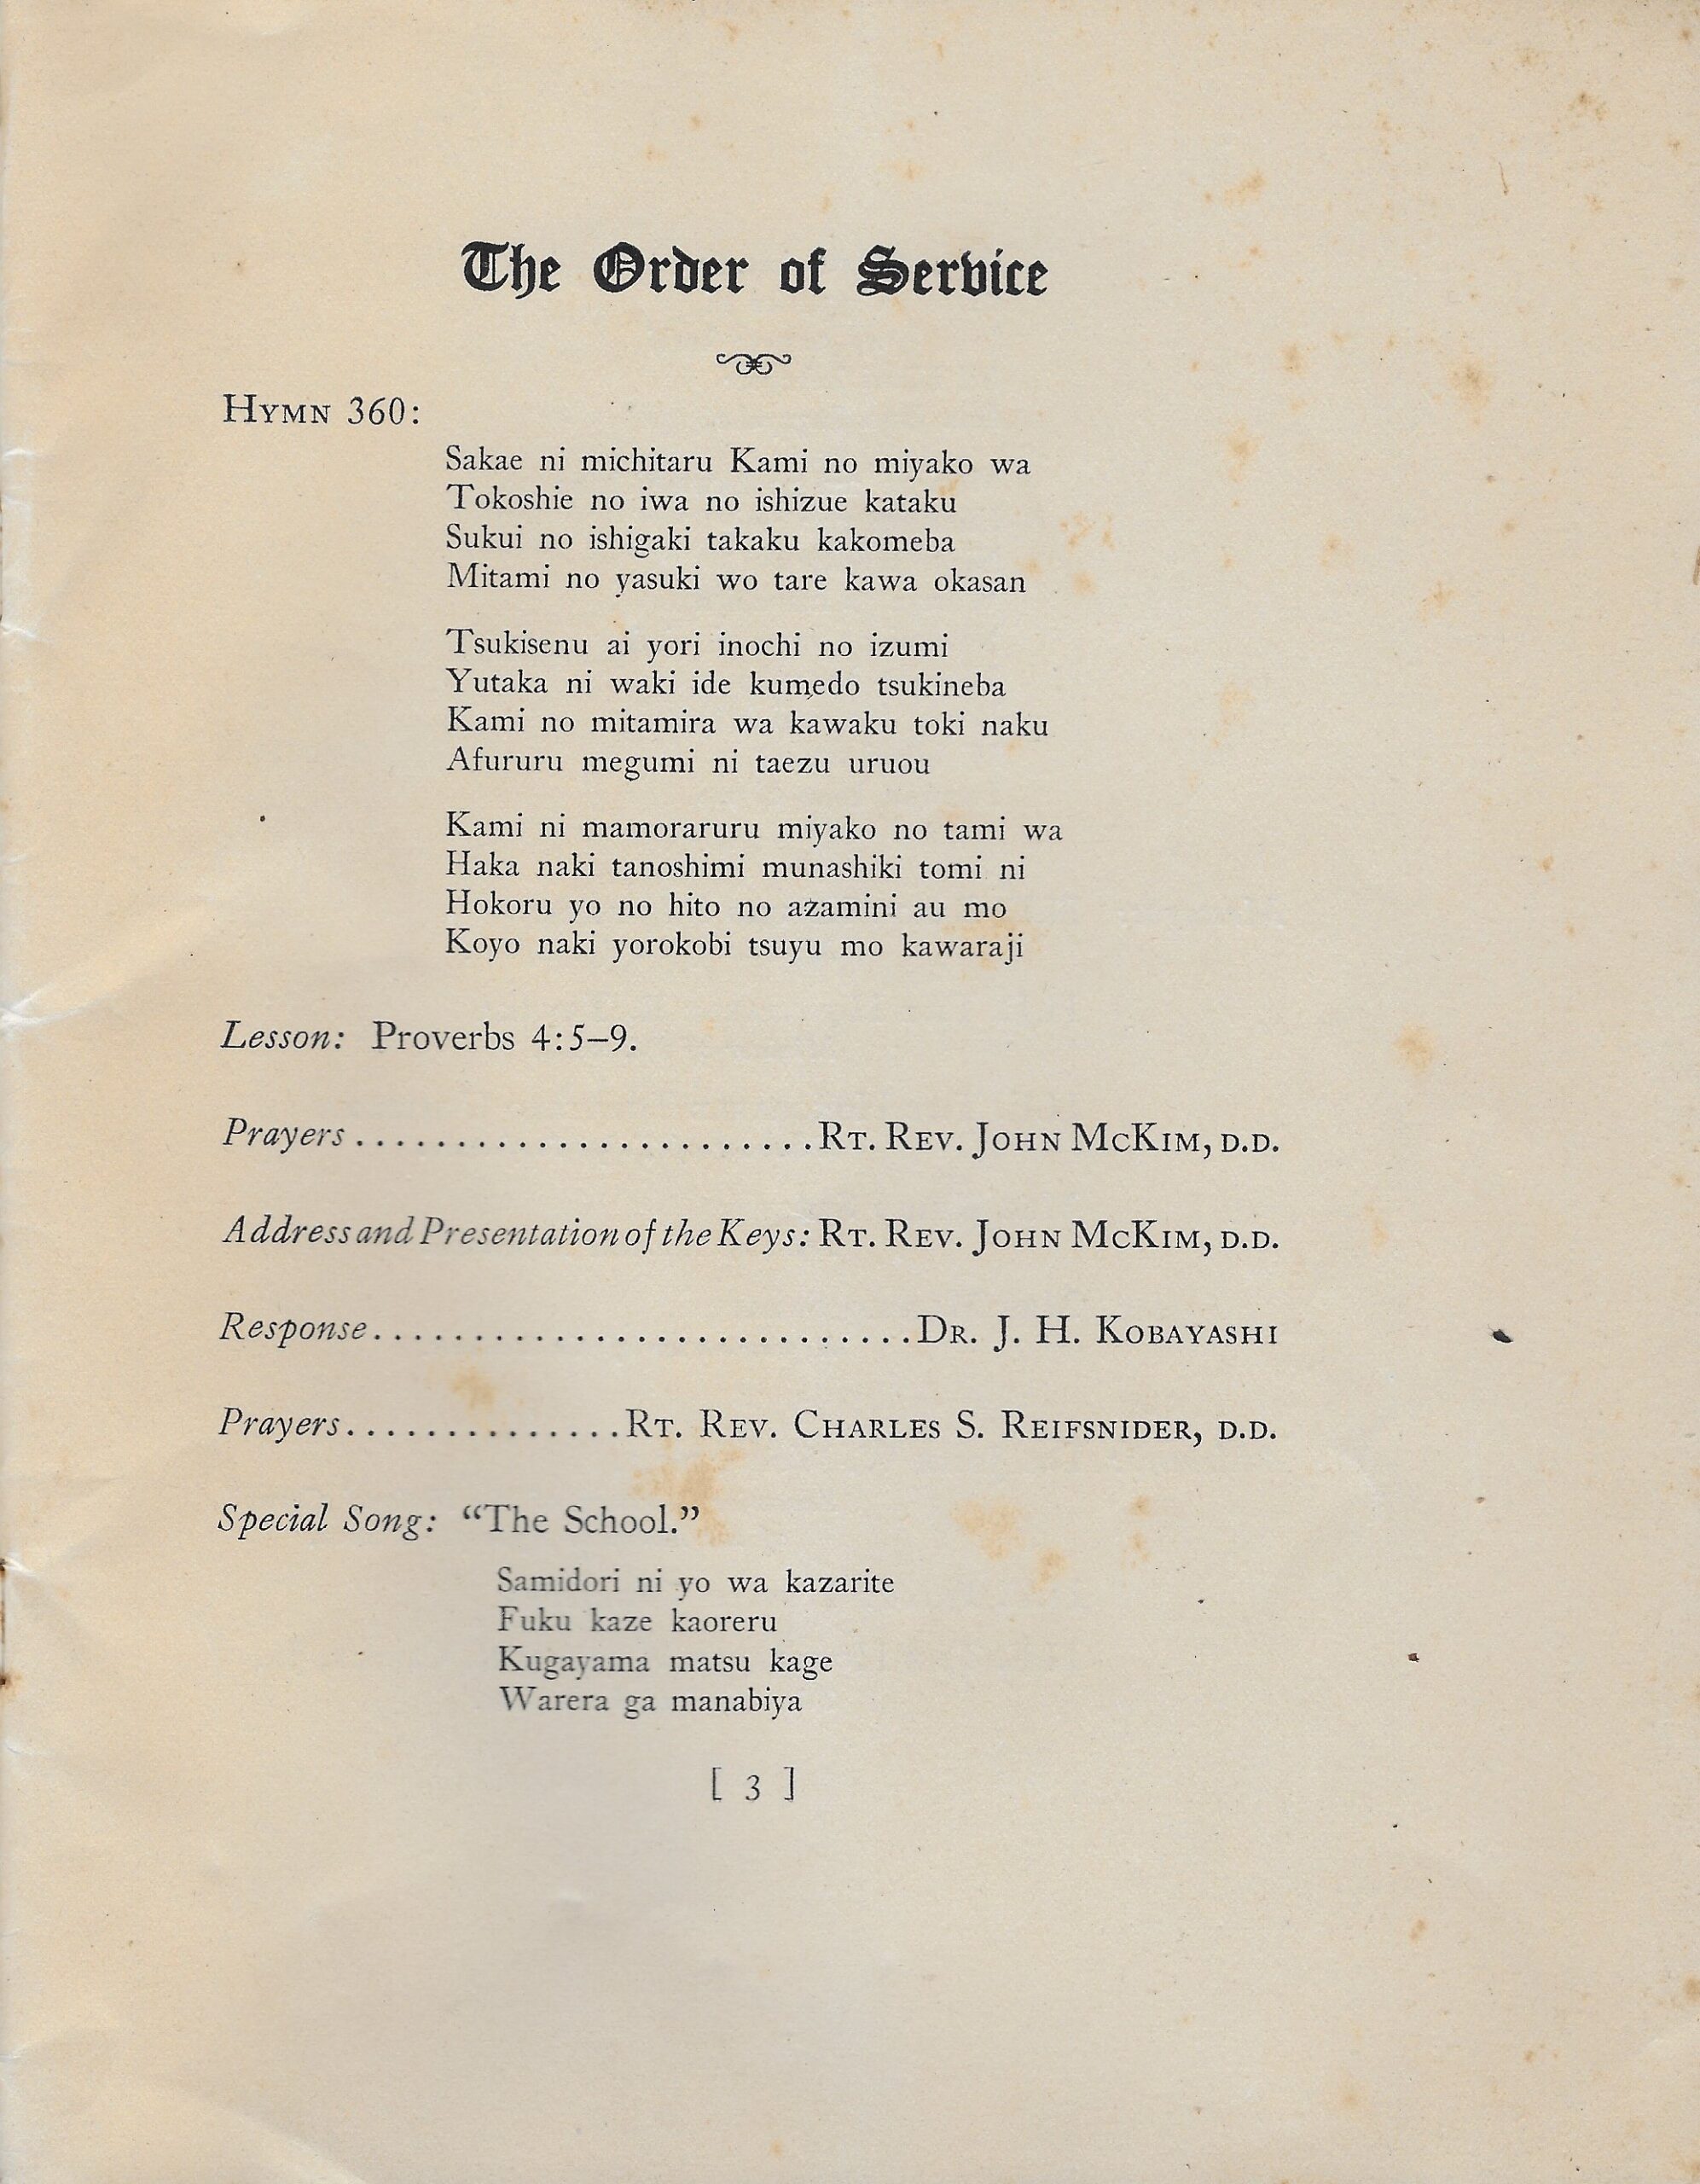 The Order of Service
HYMN 360:
Sakae ni michitaru Kami no miyako wa
Tokoshie no iwa no ishizue kataku
Sukui no ishigaki takaku kakomeba
Mitami no yasuki wo tare kawa okasan
Tsukisenu ai yori inochi no izumi
Yutaka ni waki ide kumedo tsukineba
Kami no mitamira wa kawaku toki naku
Afururu megumi ni taezu uruou
Kami ni mamoraruru miyako no tami wa
Haka naki tanoshimi munashiki tomi ni
Hokoru yo no hito no azamini au mo
Koyo naki yorokobi tsuyu mo kawaraji
Lesson: Proverbs 4:5–9.
Prayers.......................RT. REV. JOHN MCKIM, D.D.
Address and Presentation of the Keys: RT. REV. JOHN MCKIM, D.D.
Response...........................DR. J. H. KOBAYASHI
Prayers..............RT. REV. CHARLES S. REIFSNIDER, D.D.
Special Song: “The School.”
Samidori ni yo wa kazarite
Fuku kaze kaoreru
Kugayama matsu kage
Warera ga manabiya
[ 3 ]